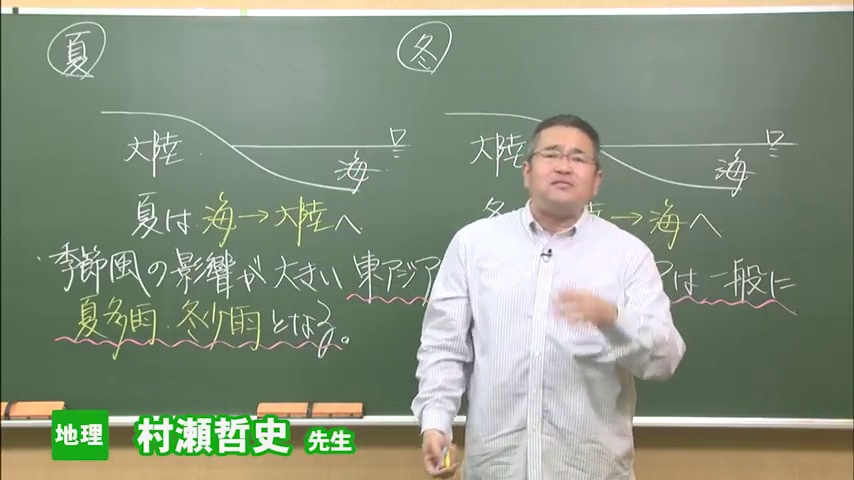 夏
冬
大陸
海
大陸
海
夏は 海→大陸へ
冬 →海へ
季節風の影響が大きい東アジア アは一般に
夏多雨・冬少雨となる。
地理 村瀬哲史 先生